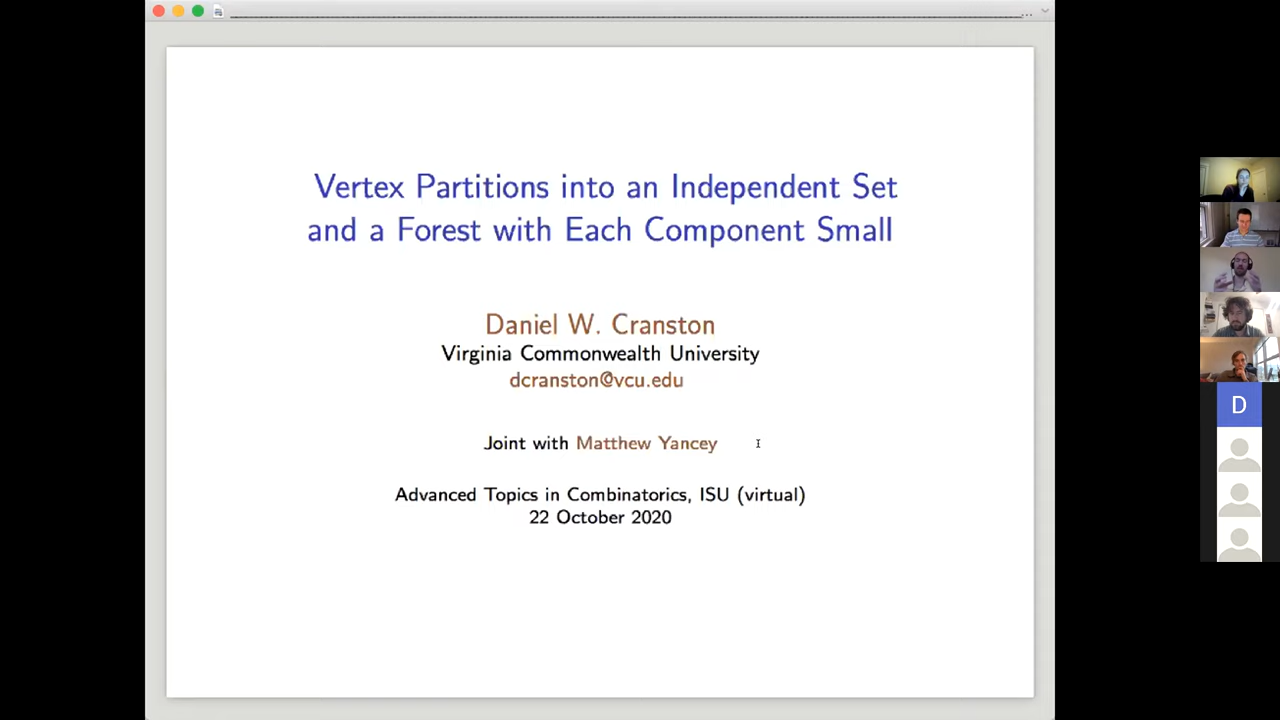 Vertex Partitions into an Independent Set
and a Forest with Each Component Small
Daniel W. Cranston
Virginia Commonwealth University
dcranston@vcu.edu
Joint with Matthew Yancey
Advanced Topics in Combinatorics, ISU (virtual)
22 October 2020
D